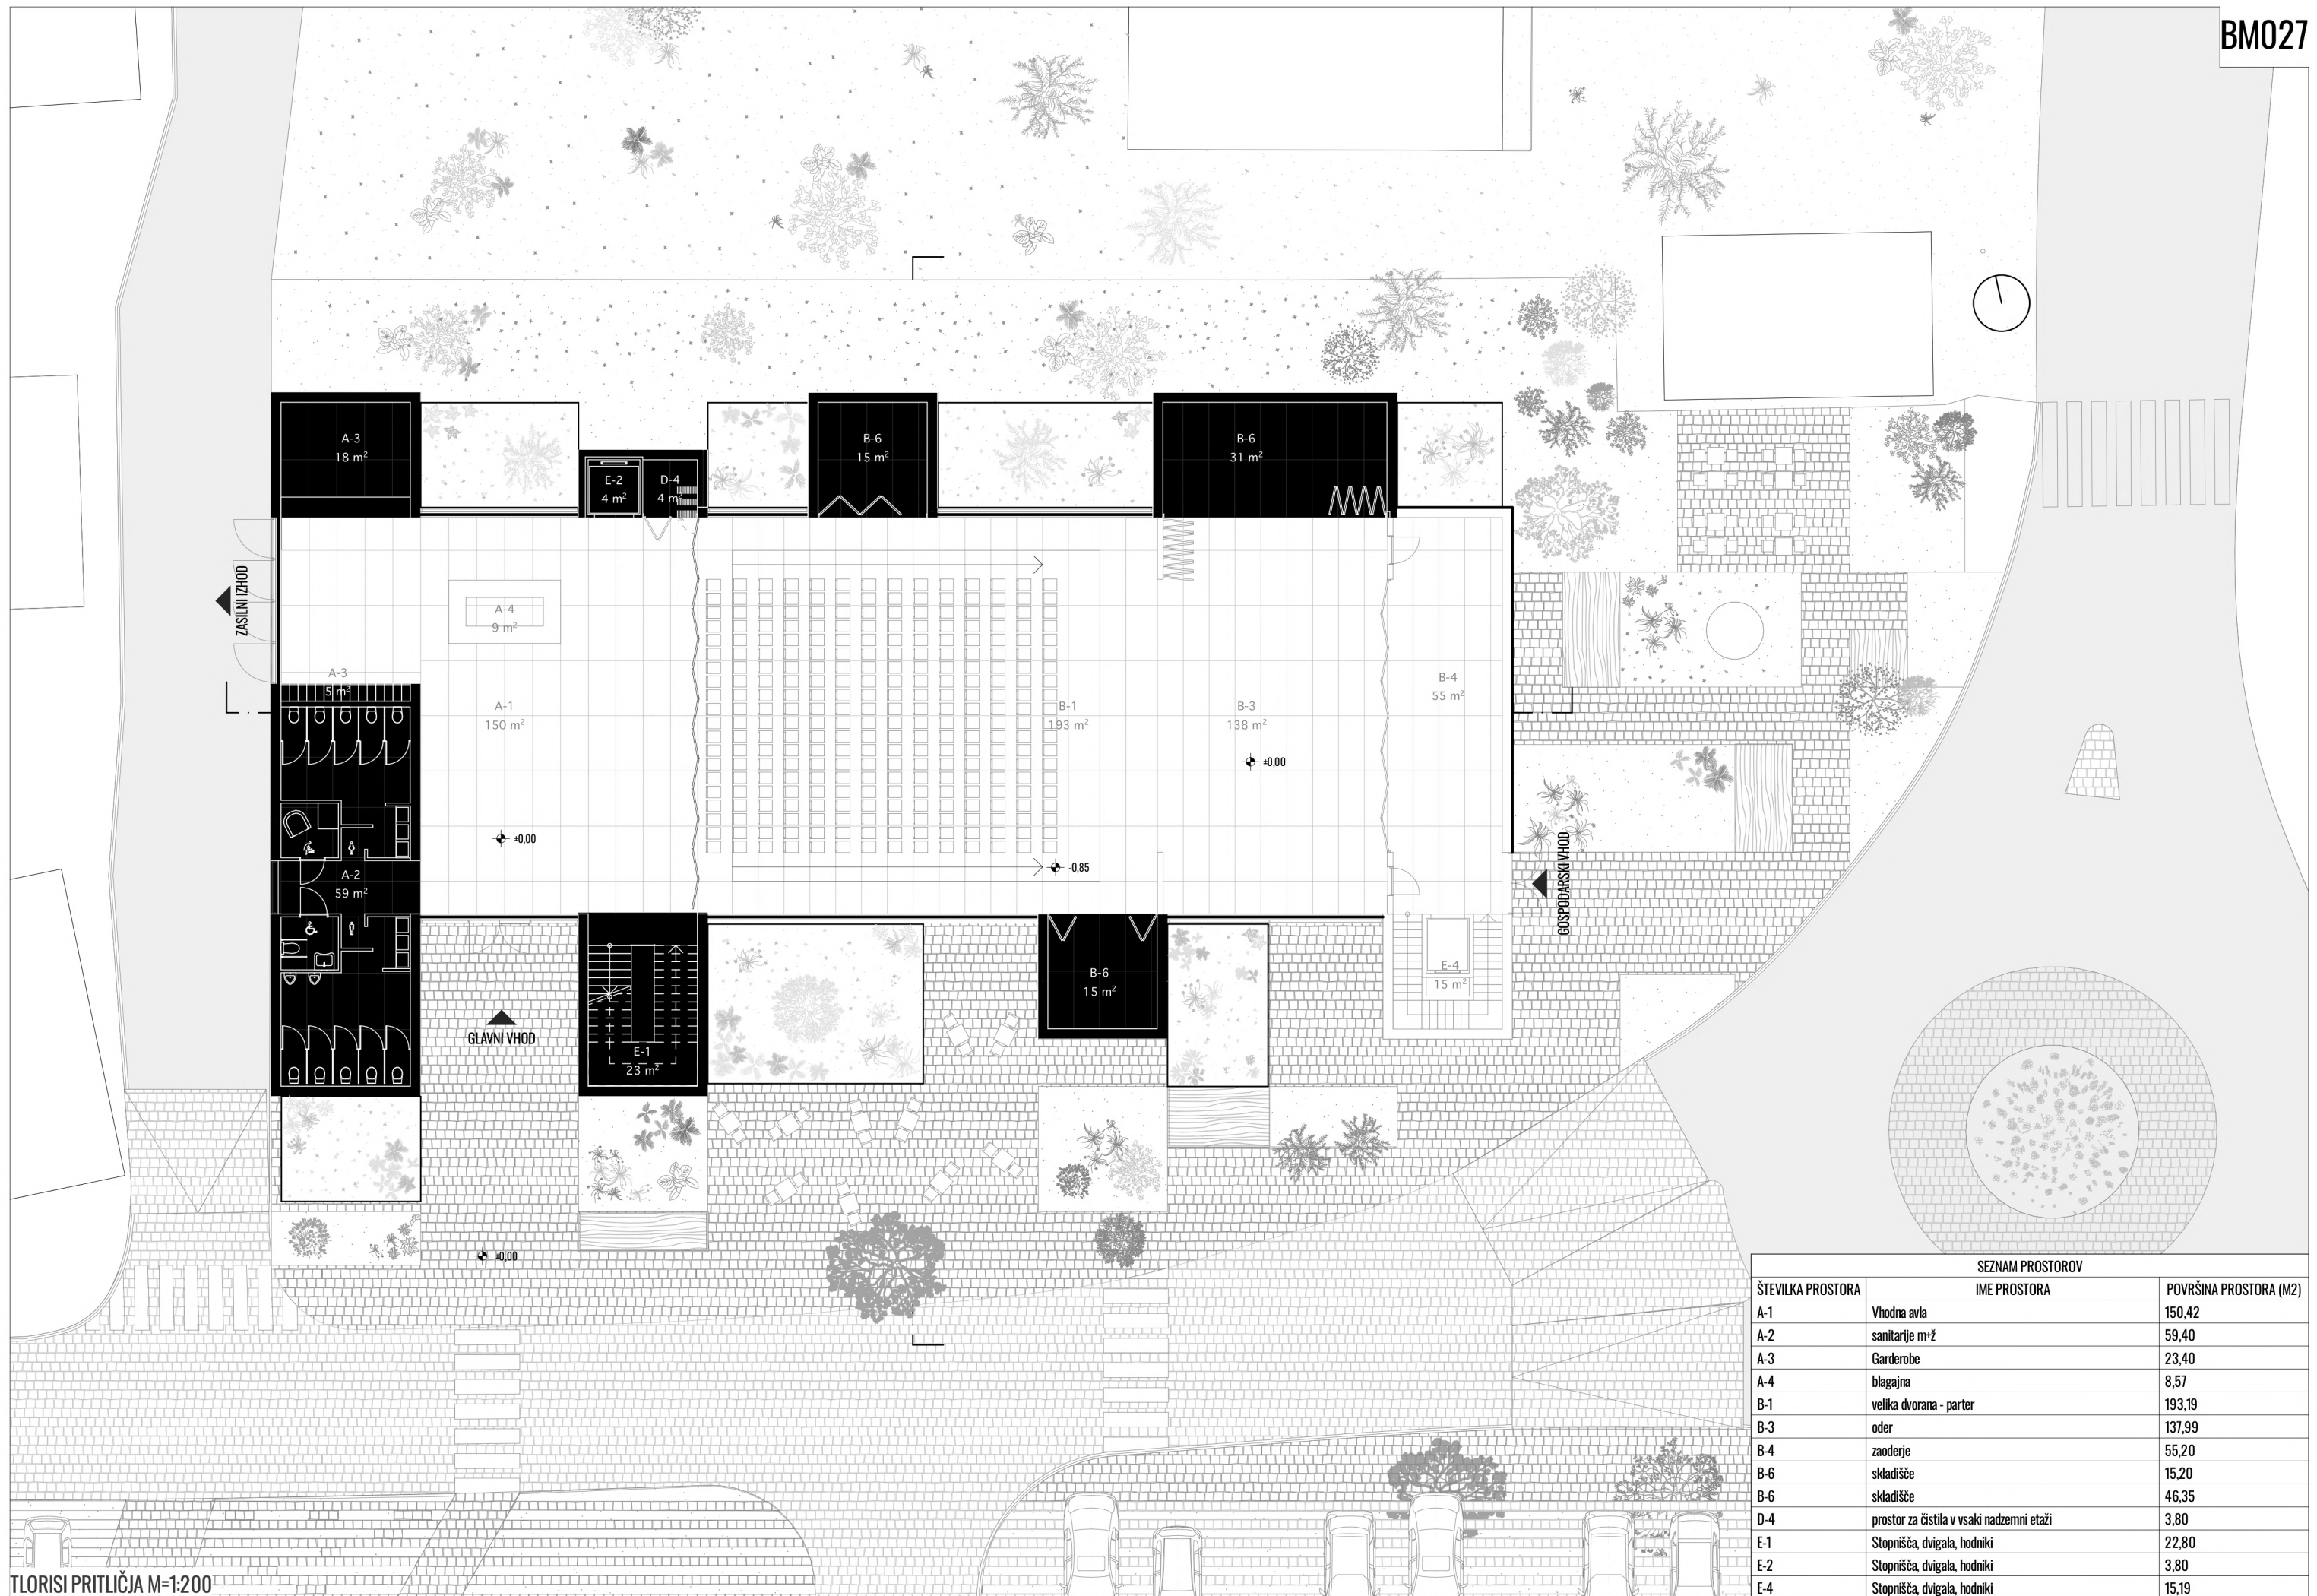 BM027
A-3
18 m²
E-2
4 m²
D-4
4 m²
B-6
15 m²
B-6
31 m²
ZASILNI IZHOD
A-4
9 m²
A-3
5 m²
A-1
150 m²
B-1
193 m²
B-3
138 m²
B-4
55 m²
±0,00
±0,00
-0,85
A-2
59 m²
GOSPODARSKI VHOD
GLAVNI VHOD
B-6
15 m²
E-4
15 m²
E-1
23 m²
±0,00
SEZNAM PROSTOROV
ŠTEVILKA PROSTORA IME PROSTORA POVRŠINA PROSTORA (M2)
A-1 Vhodna avla 150,42
A-2 sanitarije m+ž 59,40
A-3 Garderobe 23,40
A-4 blagajna 8,57
B-1 velika dvorana - parter 193,19
B-3 oder 137,99
B-4 zaoderje 55,20
B-6 skladišče 15,20
B-6 skladišče 46,35
D-4 prostor za čistila v vsaki nadzemni etaži 3,80
E-1 Stopnišča, dvigala, hodniki 22,80
E-2 Stopnišča, dvigala, hodniki 3,80
E-4 Stopnišča, dvigala, hodniki 15,19
TLORISI PRITLIČJA M=1:200